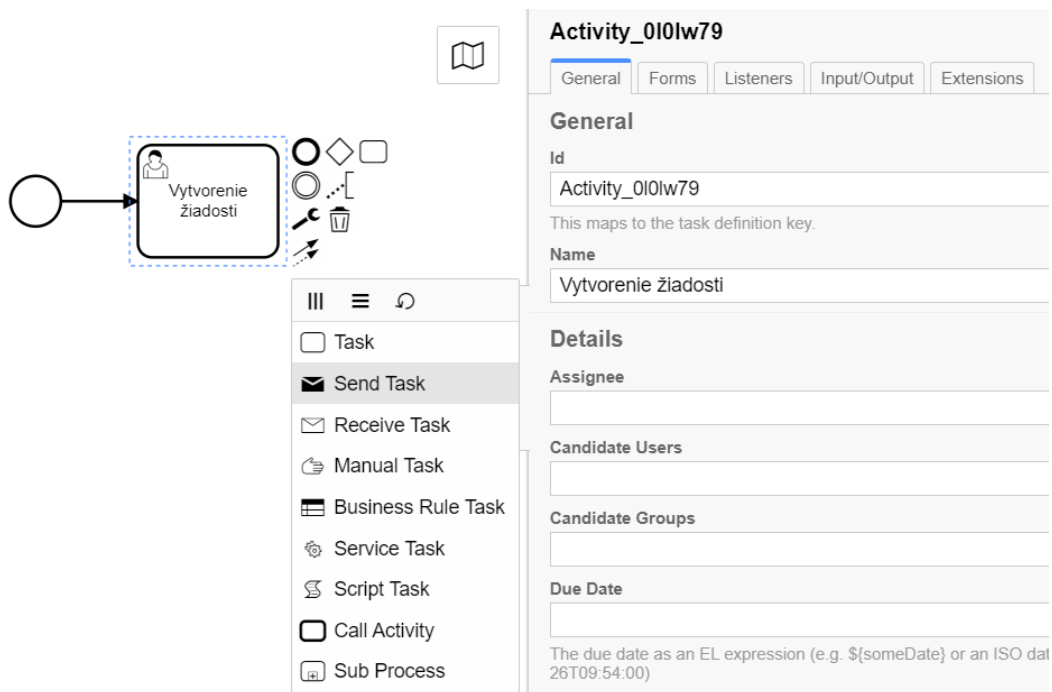 Vytvorenie
žiadosti
Task
Send Task
Receive Task
Manual Task
Business Rule Task
Service Task
Script Task
Call Activity
Sub Process
Activity_0l0lw79
General Forms Listeners Input/Output Extensions
General
Id
Activity_0l0lw79
This maps to the task definition key.
Name
Vytvorenie žiadosti
Details
Assignee
Candidate Users
Candidate Groups
Due Date
The due date as an EL expression (e.g. ${someDate} or an ISO dat
26T09:54:00)